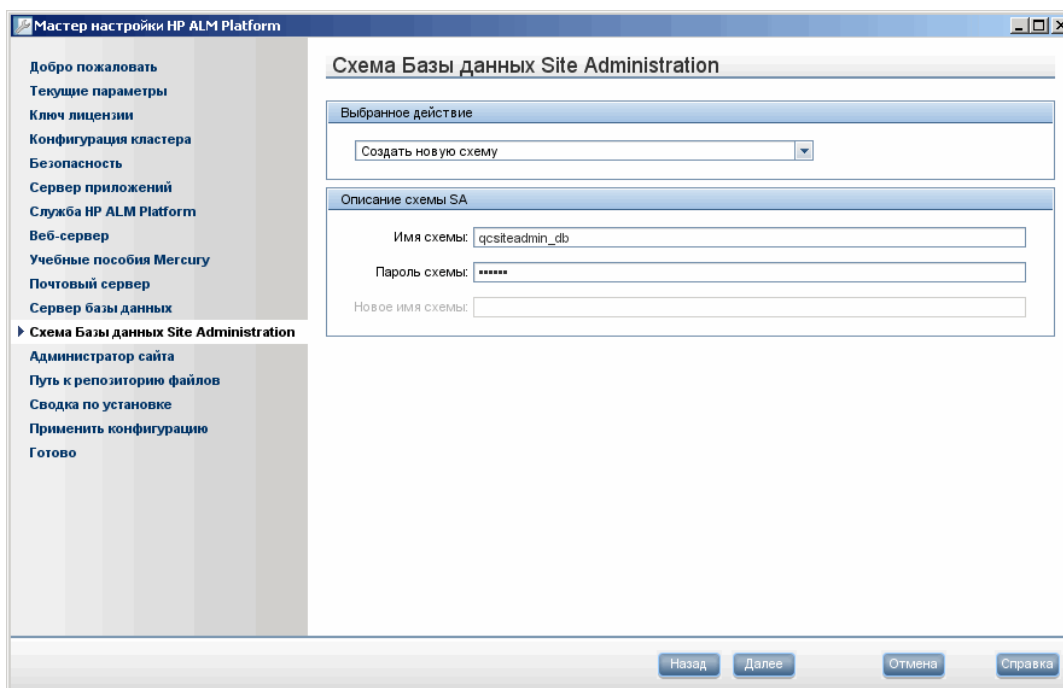 Мастер настройки HP ALM Platform
Добро пожаловать
Текущие параметры
Ключ лицензии
Конфигурация кластера
Безопасность
Сервер приложений
Служба HP ALM Platform
Веб-сервер
Учебные пособия Mercury
Почтовый сервер
Сервер базы данных
Схема Базы данных Site Administration
Администратор сайта
Путь к репозиторию файлов
Сводка по установке
Применить конфигурацию
Готово
Схема Базы данных Site Administration
Выбранное действие
Создать новую схему
Описание схемы SA
Имя схемы: qcsiteadmin_db
Пароль схемы: ••••••
Новое имя схемы:
Назад Далее Отмена Справка